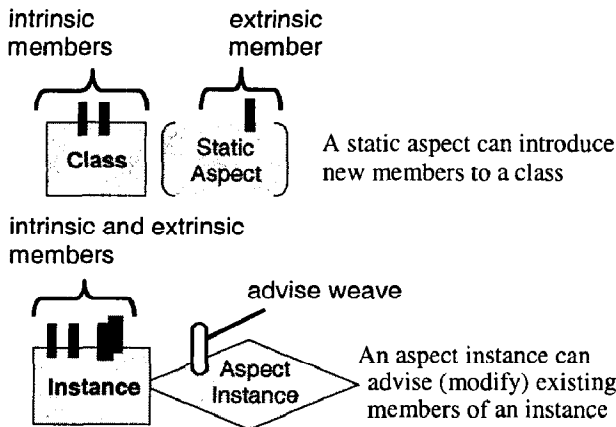 intrinsic
members
extrinsic
member
Class
Static
Aspect
A static aspect can introduce
new members to a class
intrinsic and extrinsic
members
advise weave
Instance
Aspect
Instance
An aspect instance can
advise (modify) existing
members of an instance